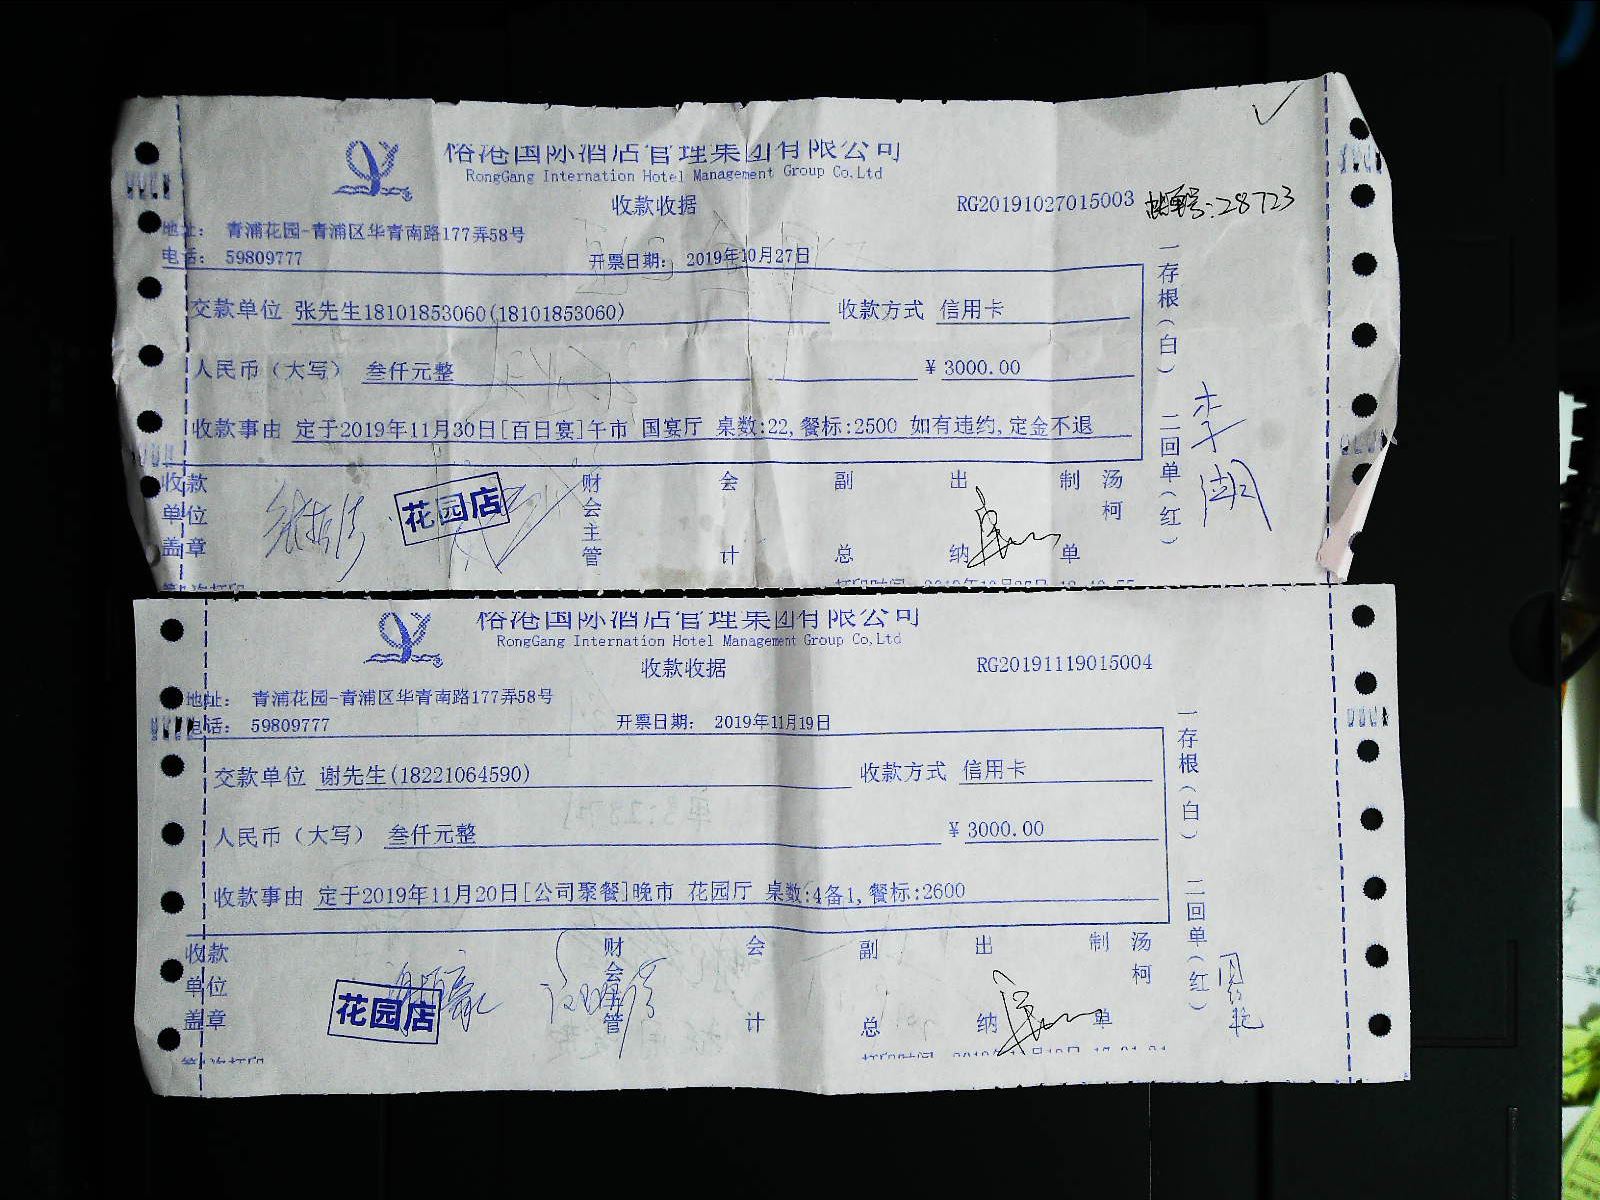 榕港国际酒店管理集团有限公司
RongGang Internation Hotel Management Group Co.Ltd
收款收据
RG20191027015003 :28723
地址: 青浦花园-青浦区华青南路177弄58号
电话: 59809777
开票日期: 2019年10月27日
交款单位 张先生18101853060(18101853060)
收款方式 信用卡
人民币(大写) 叁仟元整
¥3000.00
收款事由 定于2019年11月30日[百日宴]午市 国宴厅 桌数:22,餐标:2500 如有违约,定金不退
一存根(白) 二回单(红)
收款单位盖章
花园店
财会主管
会计
副总
出纳
制单
汤柯
榕港国际酒店管理集团有限公司
RongGang Internation Hotel Management Group Co,Ltd
收款收据
RG20191119015004
地址: 青浦花园-青浦区华青南路177弄58号
电话: 59809777
开票日期: 2019年11月19日
交款单位 谢先生(18221064590)
收款方式 信用卡
人民币(大写) 叁仟元整
¥3000.00
收款事由 定于2019年11月20日[公司聚餐]晚市 花园厅 桌数:4备1,餐标:2600
一存根(白) 二回单(红)
收款单位盖章
花园店
财会主管
会计
副总
出纳
制单
汤柯